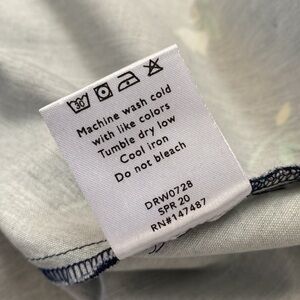 30
Machine wash cold
with like colors
Tumble dry low
Cool iron
Do not bleach
DRW0728
SPR 20
RN#147487